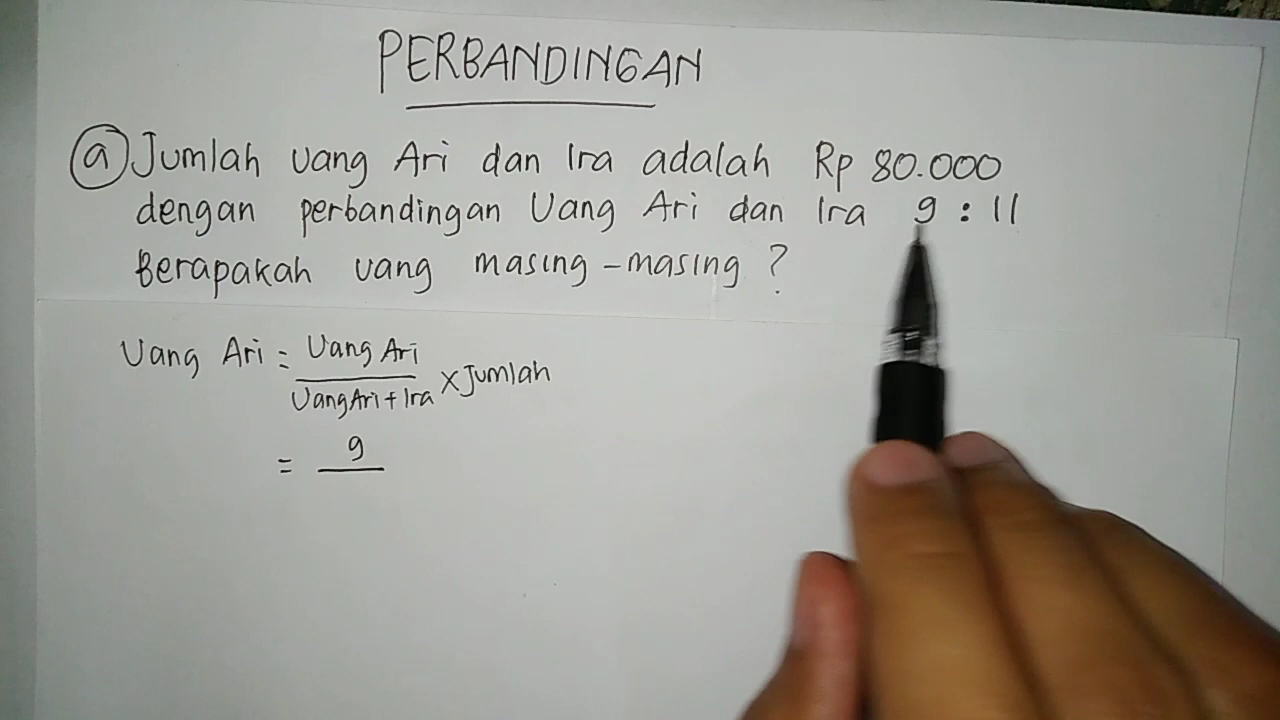 PERBANDINGAN
a Jumlah uang Ari dan Ira adalah Rp 80.000
dengan perbandingan Uang Ari dan Ira 9 : 11
Berapakah uang masing-masing ?
Uang Ari = Uang Ari / Uang Ari + Ira x Jumlah
= 9